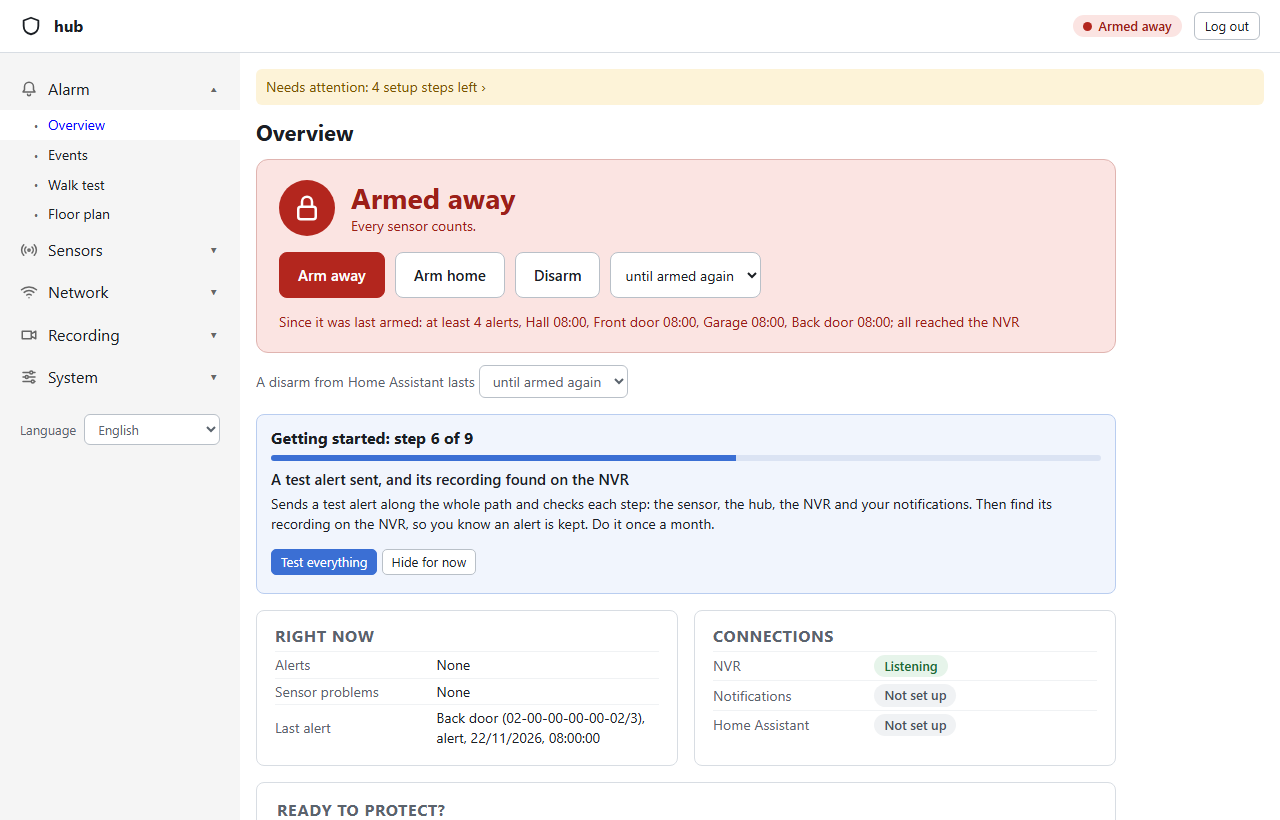 hub
Armed away
Log out
Alarm
Overview
Events
Walk test
Floor plan
Sensors
Network
Recording
System
Language
English
Needs attention: 4 setup steps left ›
Overview
Armed away
Every sensor counts.
Arm away
Arm home
Disarm
until armed again
Since it was last armed: at least 4 alerts, Hall 08:00, Front door 08:00, Garage 08:00, Back door 08:00; all reached the NVR
A disarm from Home Assistant lasts
until armed again
Getting started: step 6 of 9
A test alert sent, and its recording found on the NVR
Sends a test alert along the whole path and checks each step: the sensor, the hub, the NVR and your notifications. Then find its
recording on the NVR, so you know an alert is kept. Do it once a month.
Test everything
Hide for now
RIGHT NOW
Alerts
None
Sensor problems
None
Last alert
Back door (02-00-00-00-00-02/3),
alert, 22/11/2026, 08:00:00
CONNECTIONS
NVR
Listening
Notifications
Not set up
Home Assistant
Not set up
READY TO PROTECT?